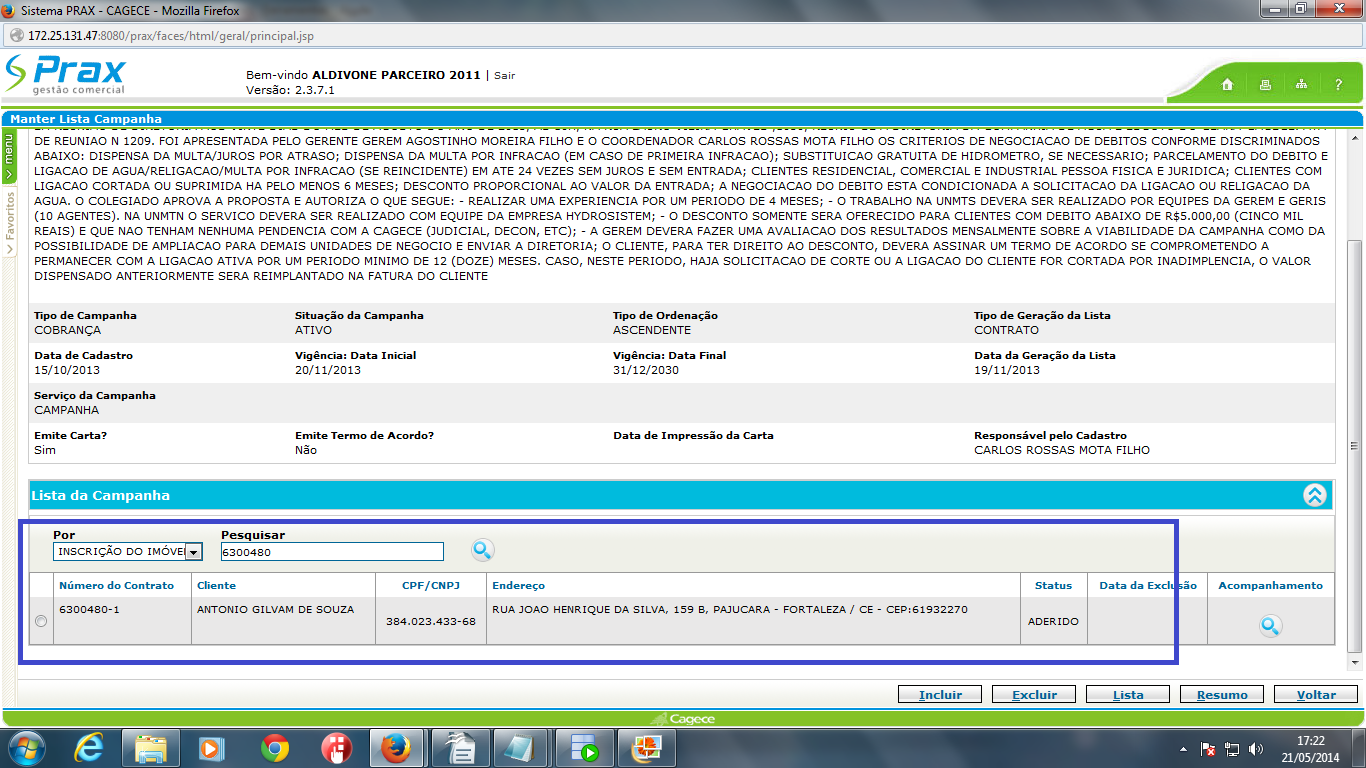 Sistema PRAX - CAGECE - Mozilla Firefox
172.25.131.47:8080/prax/faces/html/geral/principal.jsp
Prax
gestão comercial
Bem-vindo ALDIVONE PARCEIRO 2011 | Sair
Versão: 2.3.7.1
?
Manter Lista Campanha
menu
Favoritos
DE REUNIAO N 1209. FOI APRESENTADA PELO GERENTE GEREM AGOSTINHO MOREIRA FILHO E O COORDENADOR CARLOS ROSSAS MOTA FILHO OS CRITERIOS DE NEGOCIACAO DE DEBITOS CONFORME DISCRIMINADOS
ABAIXO: DISPENSA DA MULTA/JUROS POR ATRASO; DISPENSA DA MULTA POR INFRACAO (EM CASO DE PRIMEIRA INFRACAO); SUBSTITUICAO GRATUITA DE HIDROMETRO, SE NECESSARIO; PARCELAMENTO DO DEBITO E
LIGACAO DE AGUA/RELIGACAO/MULTA POR INFRACAO (SE REINCIDENTE) EM ATE 24 VEZES SEM JUROS E SEM ENTRADA; CLIENTES RESIDENCIAL, COMERCIAL E INDUSTRIAL PESSOA FISICA E JURIDICA; CLIENTES COM
LIGACAO CORTADA OU SUPRIMIDA HA PELO MENOS 6 MESES; DESCONTO PROPORCIONAL AO VALOR DA ENTRADA; A NEGOCIACAO DO DEBITO ESTA CONDICIONADA A SOLICITACAO DA LIGACAO OU RELIGACAO DA
AGUA. O COLEGIADO APROVA A PROPOSTA E AUTORIZA O QUE SEGUE: - REALIZAR UMA EXPERIENCIA POR UM PERIODO DE 4 MESES; - O TRABALHO NA UNMTS DEVERA SER REALIZADO POR EQUIPES DA GEREM E GERIS
(10 AGENTES). NA UNMTN O SERVICO DEVERA SER REALIZADO COM EQUIPE DA EMPRESA HYDROSISTEM; - O DESCONTO SOMENTE SERA OFERECIDO PARA CLIENTES COM DEBITO ABAIXO DE R$5.000,00 (CINCO MIL
REAIS) E QUE NAO TENHAM NENHUMA PENDENCIA COM A CAGECE (JUDICIAL, DECON, ETC); - A GEREM DEVERA FAZER UMA AVALIACAO DOS RESULTADOS MENSALMENTE SOBRE A VIABILIDADE DA CAMPANHA COMO DA
POSSIBILIDADE DE AMPLIACAO PARA DEMAIS UNIDADES DE NEGOCIO E ENVIAR A DIRETORIA; O CLIENTE, PARA TER DIREITO AO DESCONTO, DEVERA ASSINAR UM TERMO DE ACORDO SE COMPROMETENDO A
PERMANECER COM A LIGACAO ATIVA POR UM PERIODO MINIMO DE 12 (DOZE) MESES. CASO, NESTE PERIODO, HAJA SOLICITACAO DE CORTE OU A LIGACAO DO CLIENTE FOR CORTADA POR INADIMPLENCIA, O VALOR
DISPENSADO ANTERIORMENTE SERA REIMPLANTADO NA FATURA DO CLIENTE
Tipo de Campanha Situação da Campanha Tipo de Ordenação Tipo de Geração da Lista
COBRANÇA ATIVO ASCENDENTE CONTRATO
Data de Cadastro Vigência: Data Inicial Vigência: Data Final Data da Geração da Lista
15/10/2013 20/11/2013 31/12/2030 19/11/2013
Serviço da Campanha
CAMPANHA
Emite Carta? Emite Termo de Acordo? Data de Impressão da Carta Responsável pelo Cadastro
Sim Não CARLOS ROSSAS MOTA FILHO
Lista da Campanha
Por Pesquisar
INSCRIÇÃO DO IMÓVE 6300480
Número do Contrato Cliente CPF/CNPJ Endereço Status Data da Exclusão Acompanhamento
6300480-1 ANTONIO GILVAM DE SOUZA 384.023.433-68 RUA JOAO HENRIQUE DA SILVA, 159 B, PAJUCARA - FORTALEZA / CE - CEP:61932270 ADERIDO
Incluir Excluir Lista Resumo Voltar
Cagece
17:22
21/05/2014